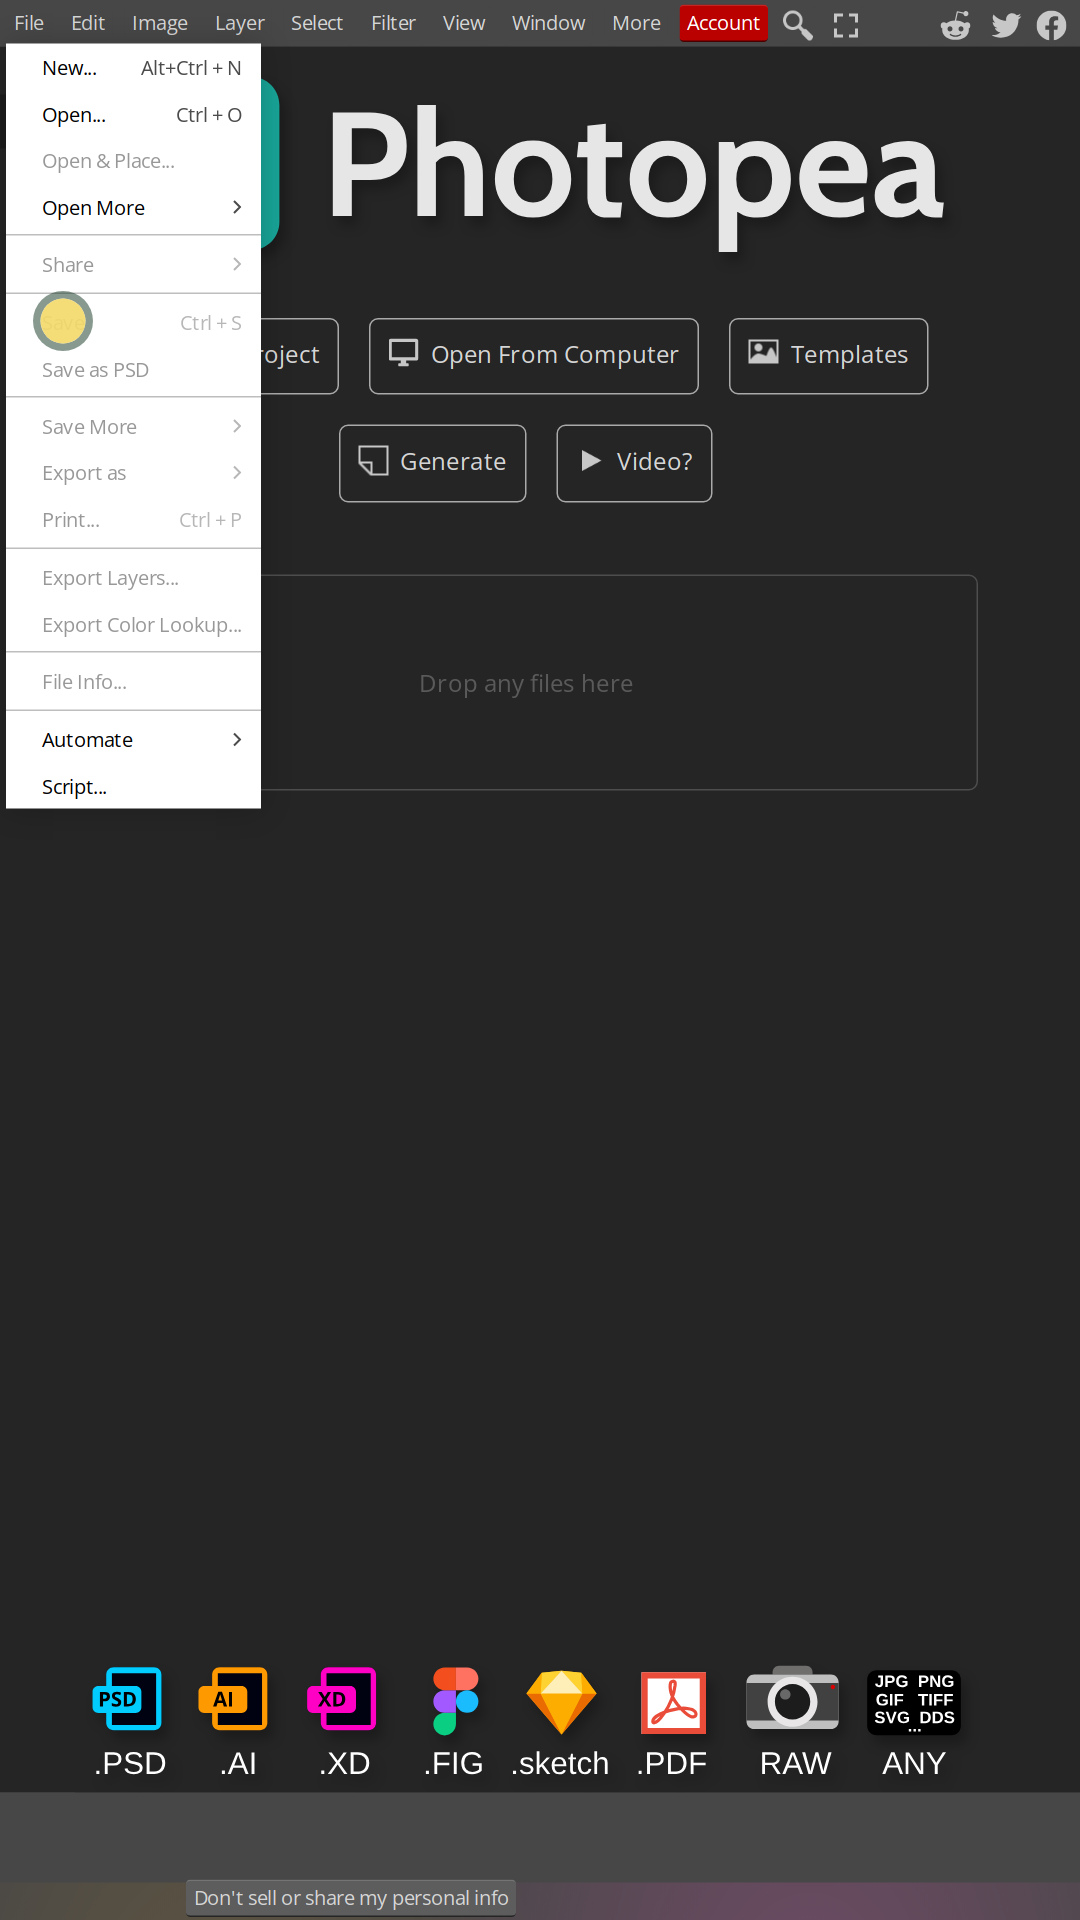 File Edit Image Layer Select Filter View Window More Account
New... Alt+Ctrl + N
Open... Ctrl + O
Open & Place...
Open More
Share
Save Ctrl + S
Save as PSD
Save More
Export as
Print... Ctrl + P
Export Layers...
Export Color Lookup...
File Info...
Automate
Script...
Photopea
roject Open From Computer Templates
Generate Video?
Drop any files here
PSD AI XD
JPG PNG
GIF TIFF
SVG DDS
...
.PSD .AI .XD .FIG .sketch .PDF RAW ANY
Don't sell or share my personal info